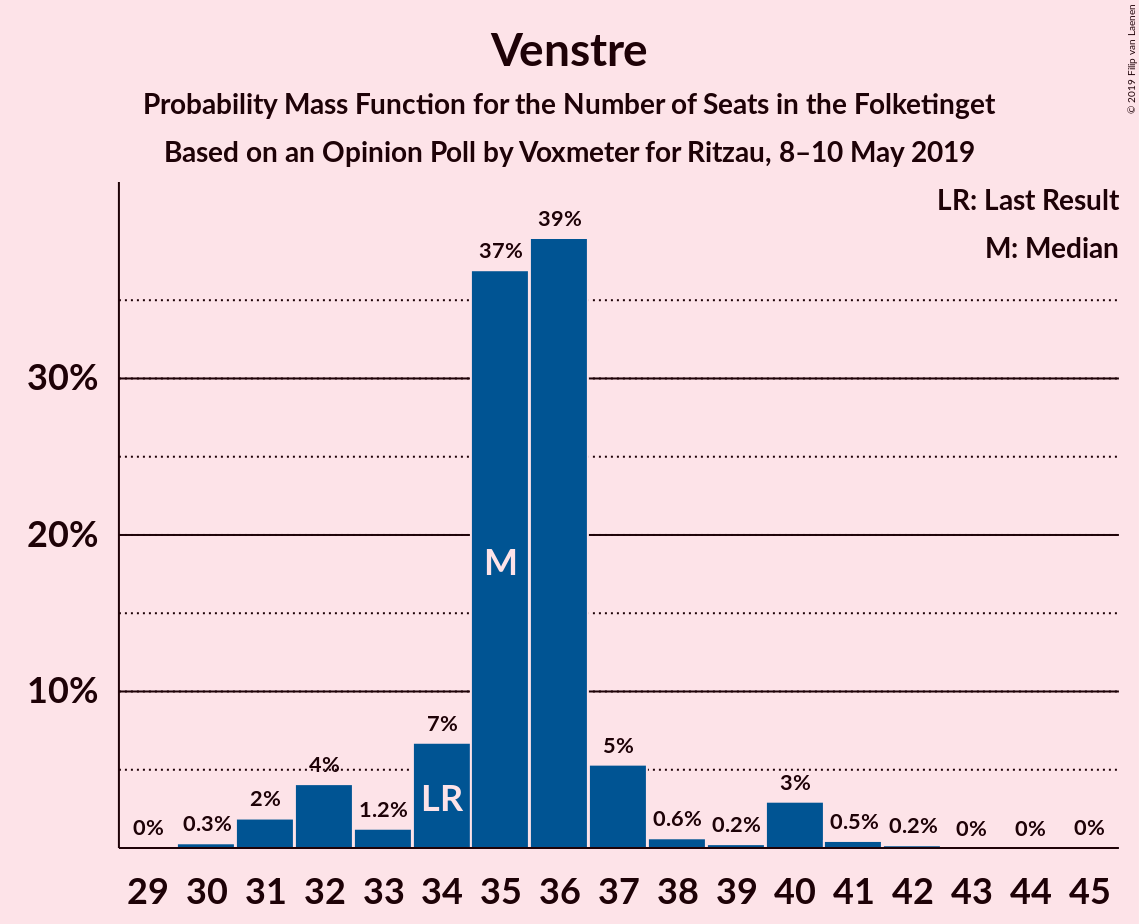 Venstre
Probability Mass Function for the Number of Seats in the Folketinget
Based on an Opinion Poll by Voxmeter for Ritzau, 8–10 May 2019
© 2019 Filip van Laenen
LR: Last Result
M: Median
30%
20%
10%
0%
0.3%
2%
4%
1.2%
7%
37%
39%
5%
0.6%
0.2%
3%
0.5%
0.2%
0%
0%
0%
LR
M
29 30 31 32 33 34 35 36 37 38 39 40 41 42 43 44 45